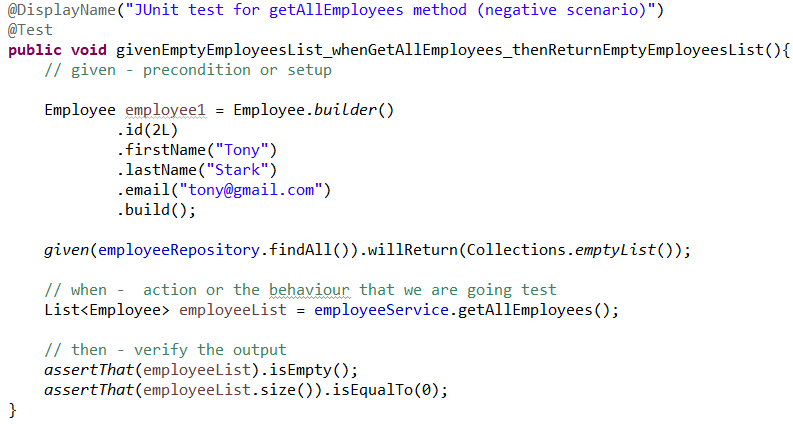 @DisplayName("JUnit test for getAllEmployees method (negative scenario)")
@Test
public void givenEmptyEmployeesList_whenGetAllEmployees_thenReturnEmptyEmployeesList(){
    // given - precondition or setup

    Employee employee1 = Employee.builder()
            .id(2L)
            .firstName("Tony")
            .lastName("Stark")
            .email("tony@gmail.com")
            .build();

    given(employeeRepository.findAll()).willReturn(Collections.emptyList());

    // when -  action or the behaviour that we are going test
    List<Employee> employeeList = employeeService.getAllEmployees();

    // then - verify the output
    assertThat(employeeList).isEmpty();
    assertThat(employeeList.size()).isEqualTo(0);
}